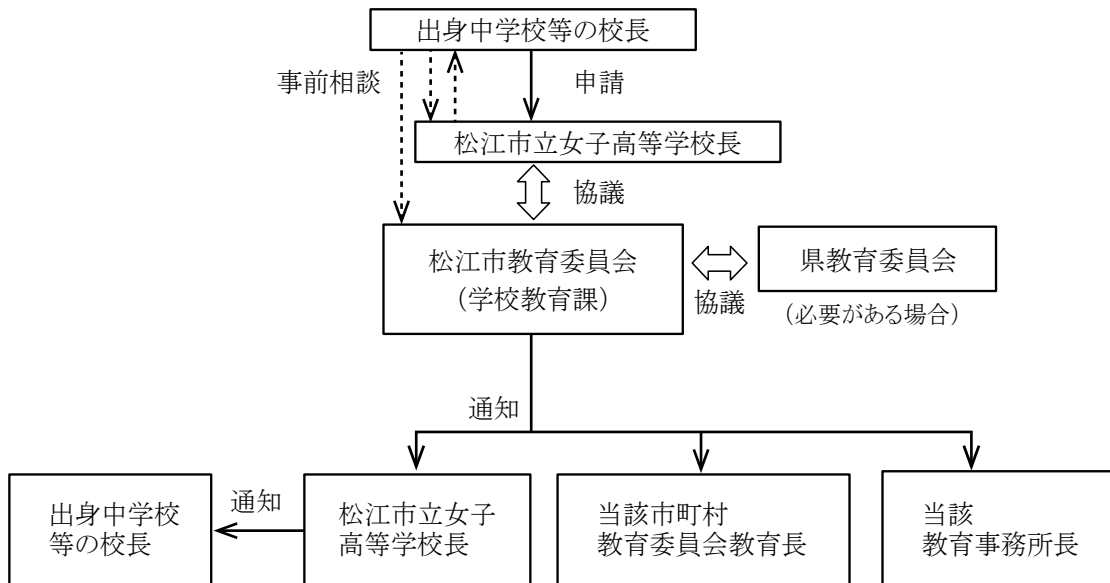 出身中学校等の校長
事前相談
申請
松江市立女子高等学校長
協議
松江市教育委員会
（学校教育課）
協議
県教育委員会
（必要がある場合）
通知
出身中学校
等の校長
通知
松江市立女子
高等学校長
当該市町村
教育委員会教育長
当該
教育事務所長